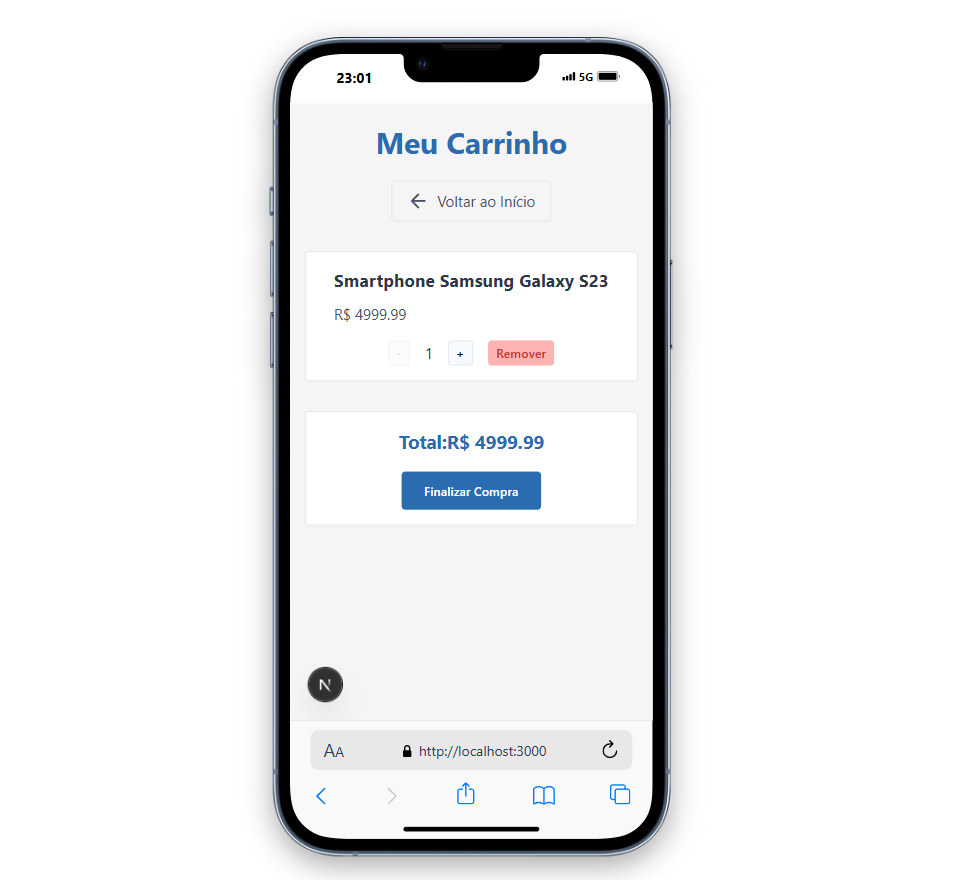 23:01 5G
Meu Carrinho
Voltar ao Início
Smartphone Samsung Galaxy S23
R$ 4999.99
- 1 + Remover
Total:R$ 4999.99
Finalizar Compra
N
AA http://localhost:3000